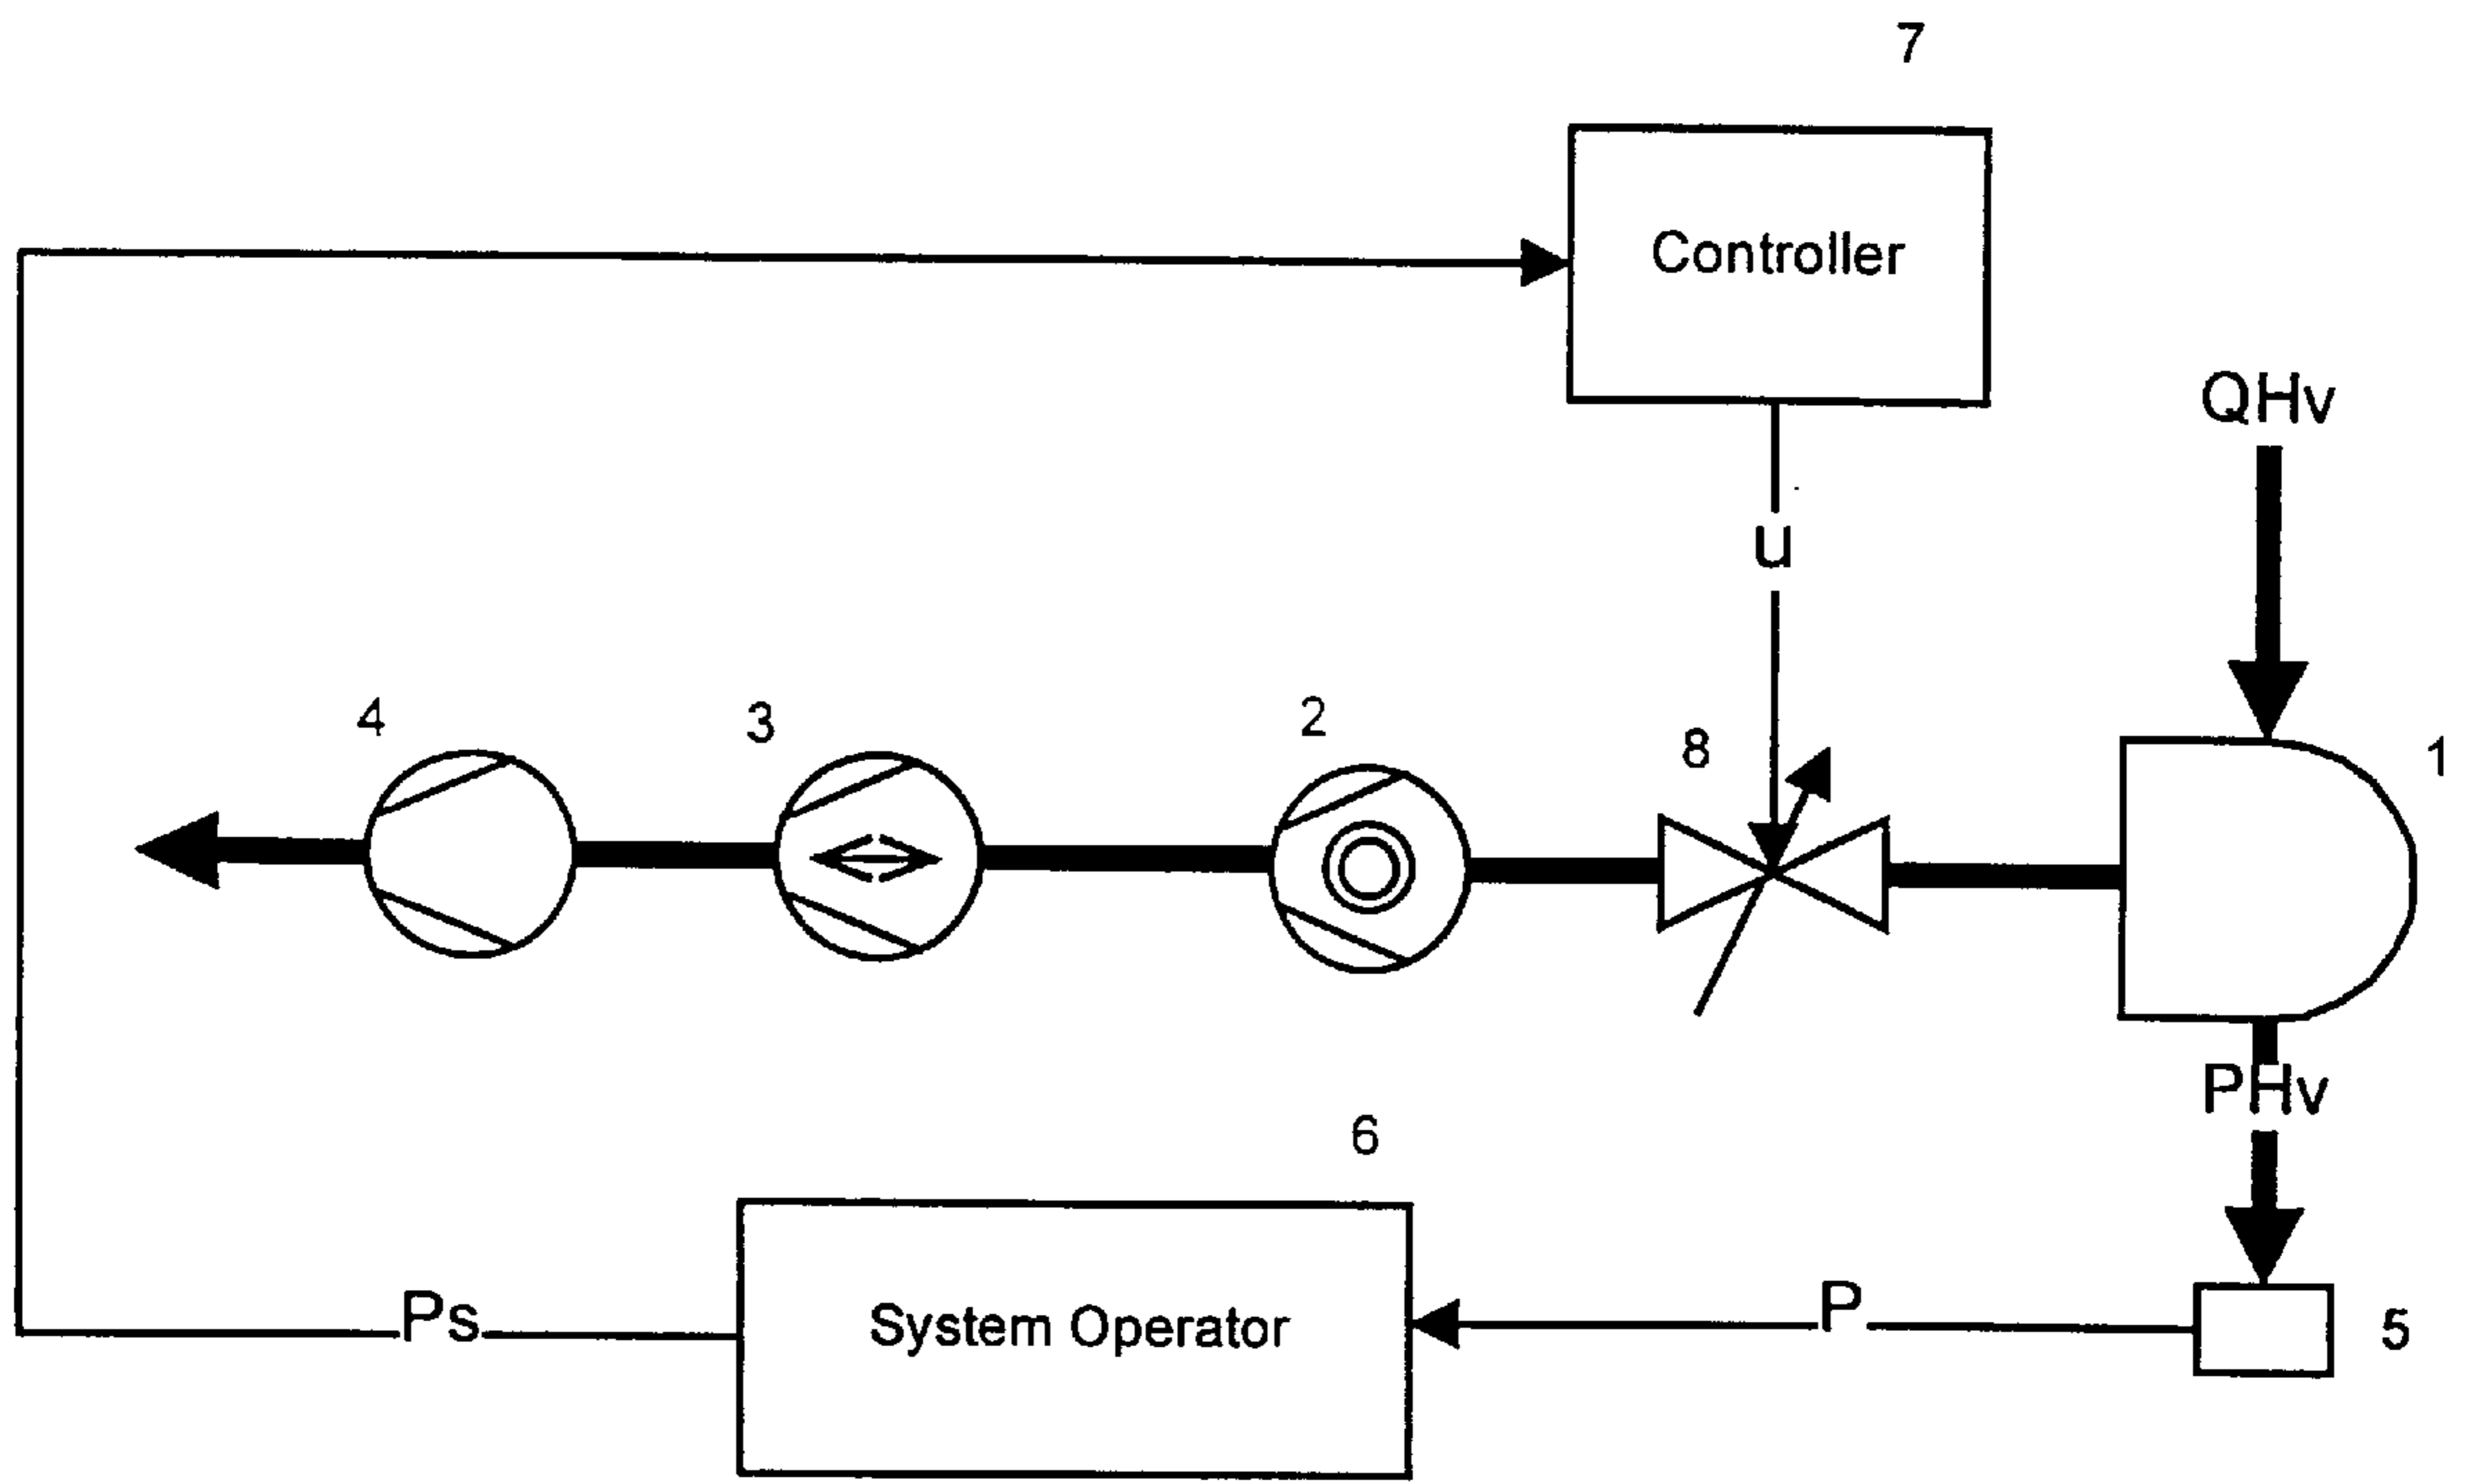 7
Controller
QHv
u
4
3
2
8
1
PHv
6
Ps
System Operator
P
5